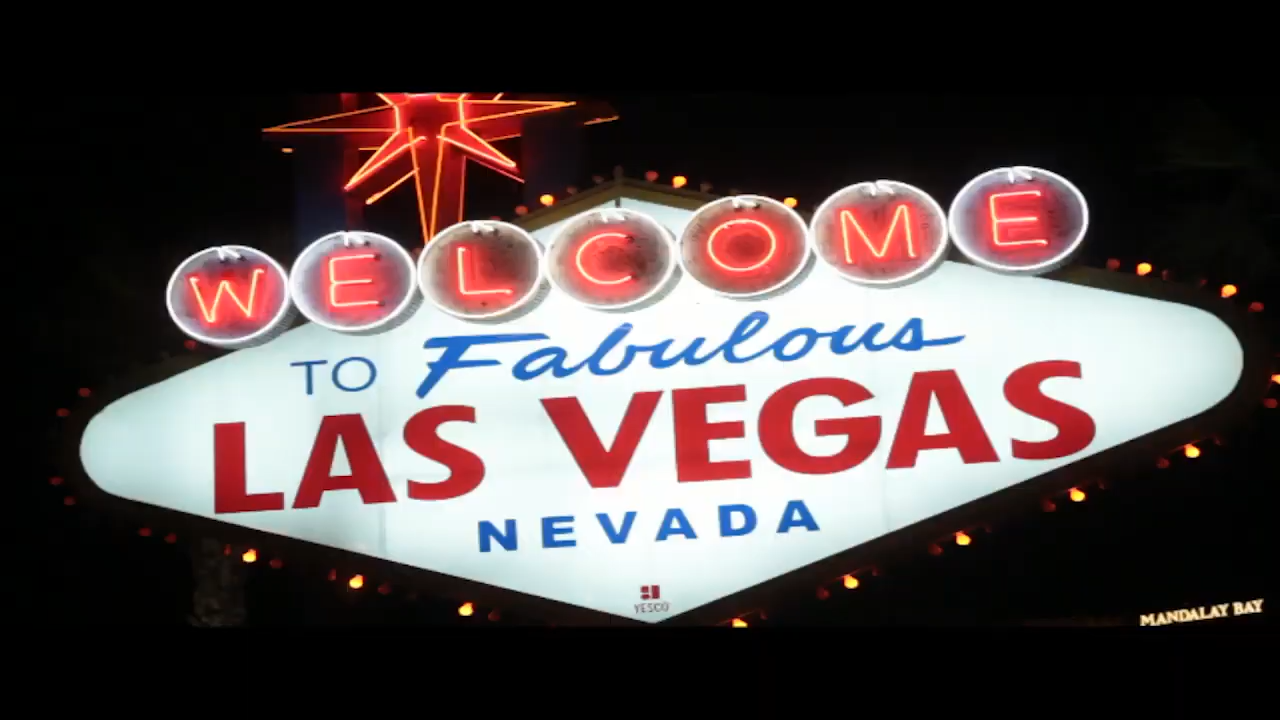 WELCOME
TO Fabulous
LAS VEGAS
NEVADA
YESCO
MANDALAY BAY